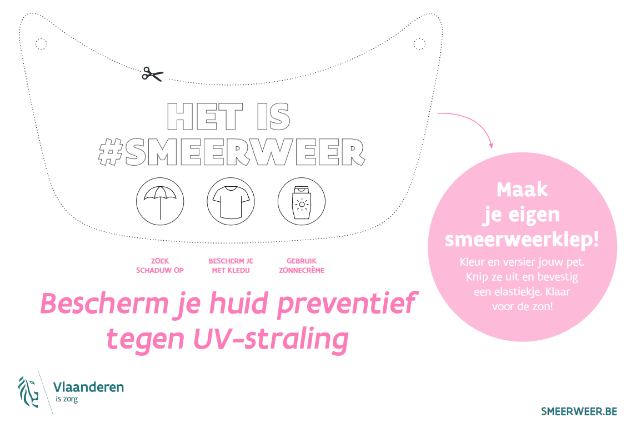 HET IS
#SMEERWEER
ZOEK
SCHADUW OP
BESCHERM JE
MET KLEDIJ
GEBRUIK
ZONNECRÈME
Bescherm je huid preventief
tegen UV-straling
Maak
je eigen
smeerweerklep!
Kleur en versier jouw pet.
Knip ze uit en bevestig
een elastiekje. Klaar
voor de zon!
Vlaanderen
is zorg
SMEERWEER.BE